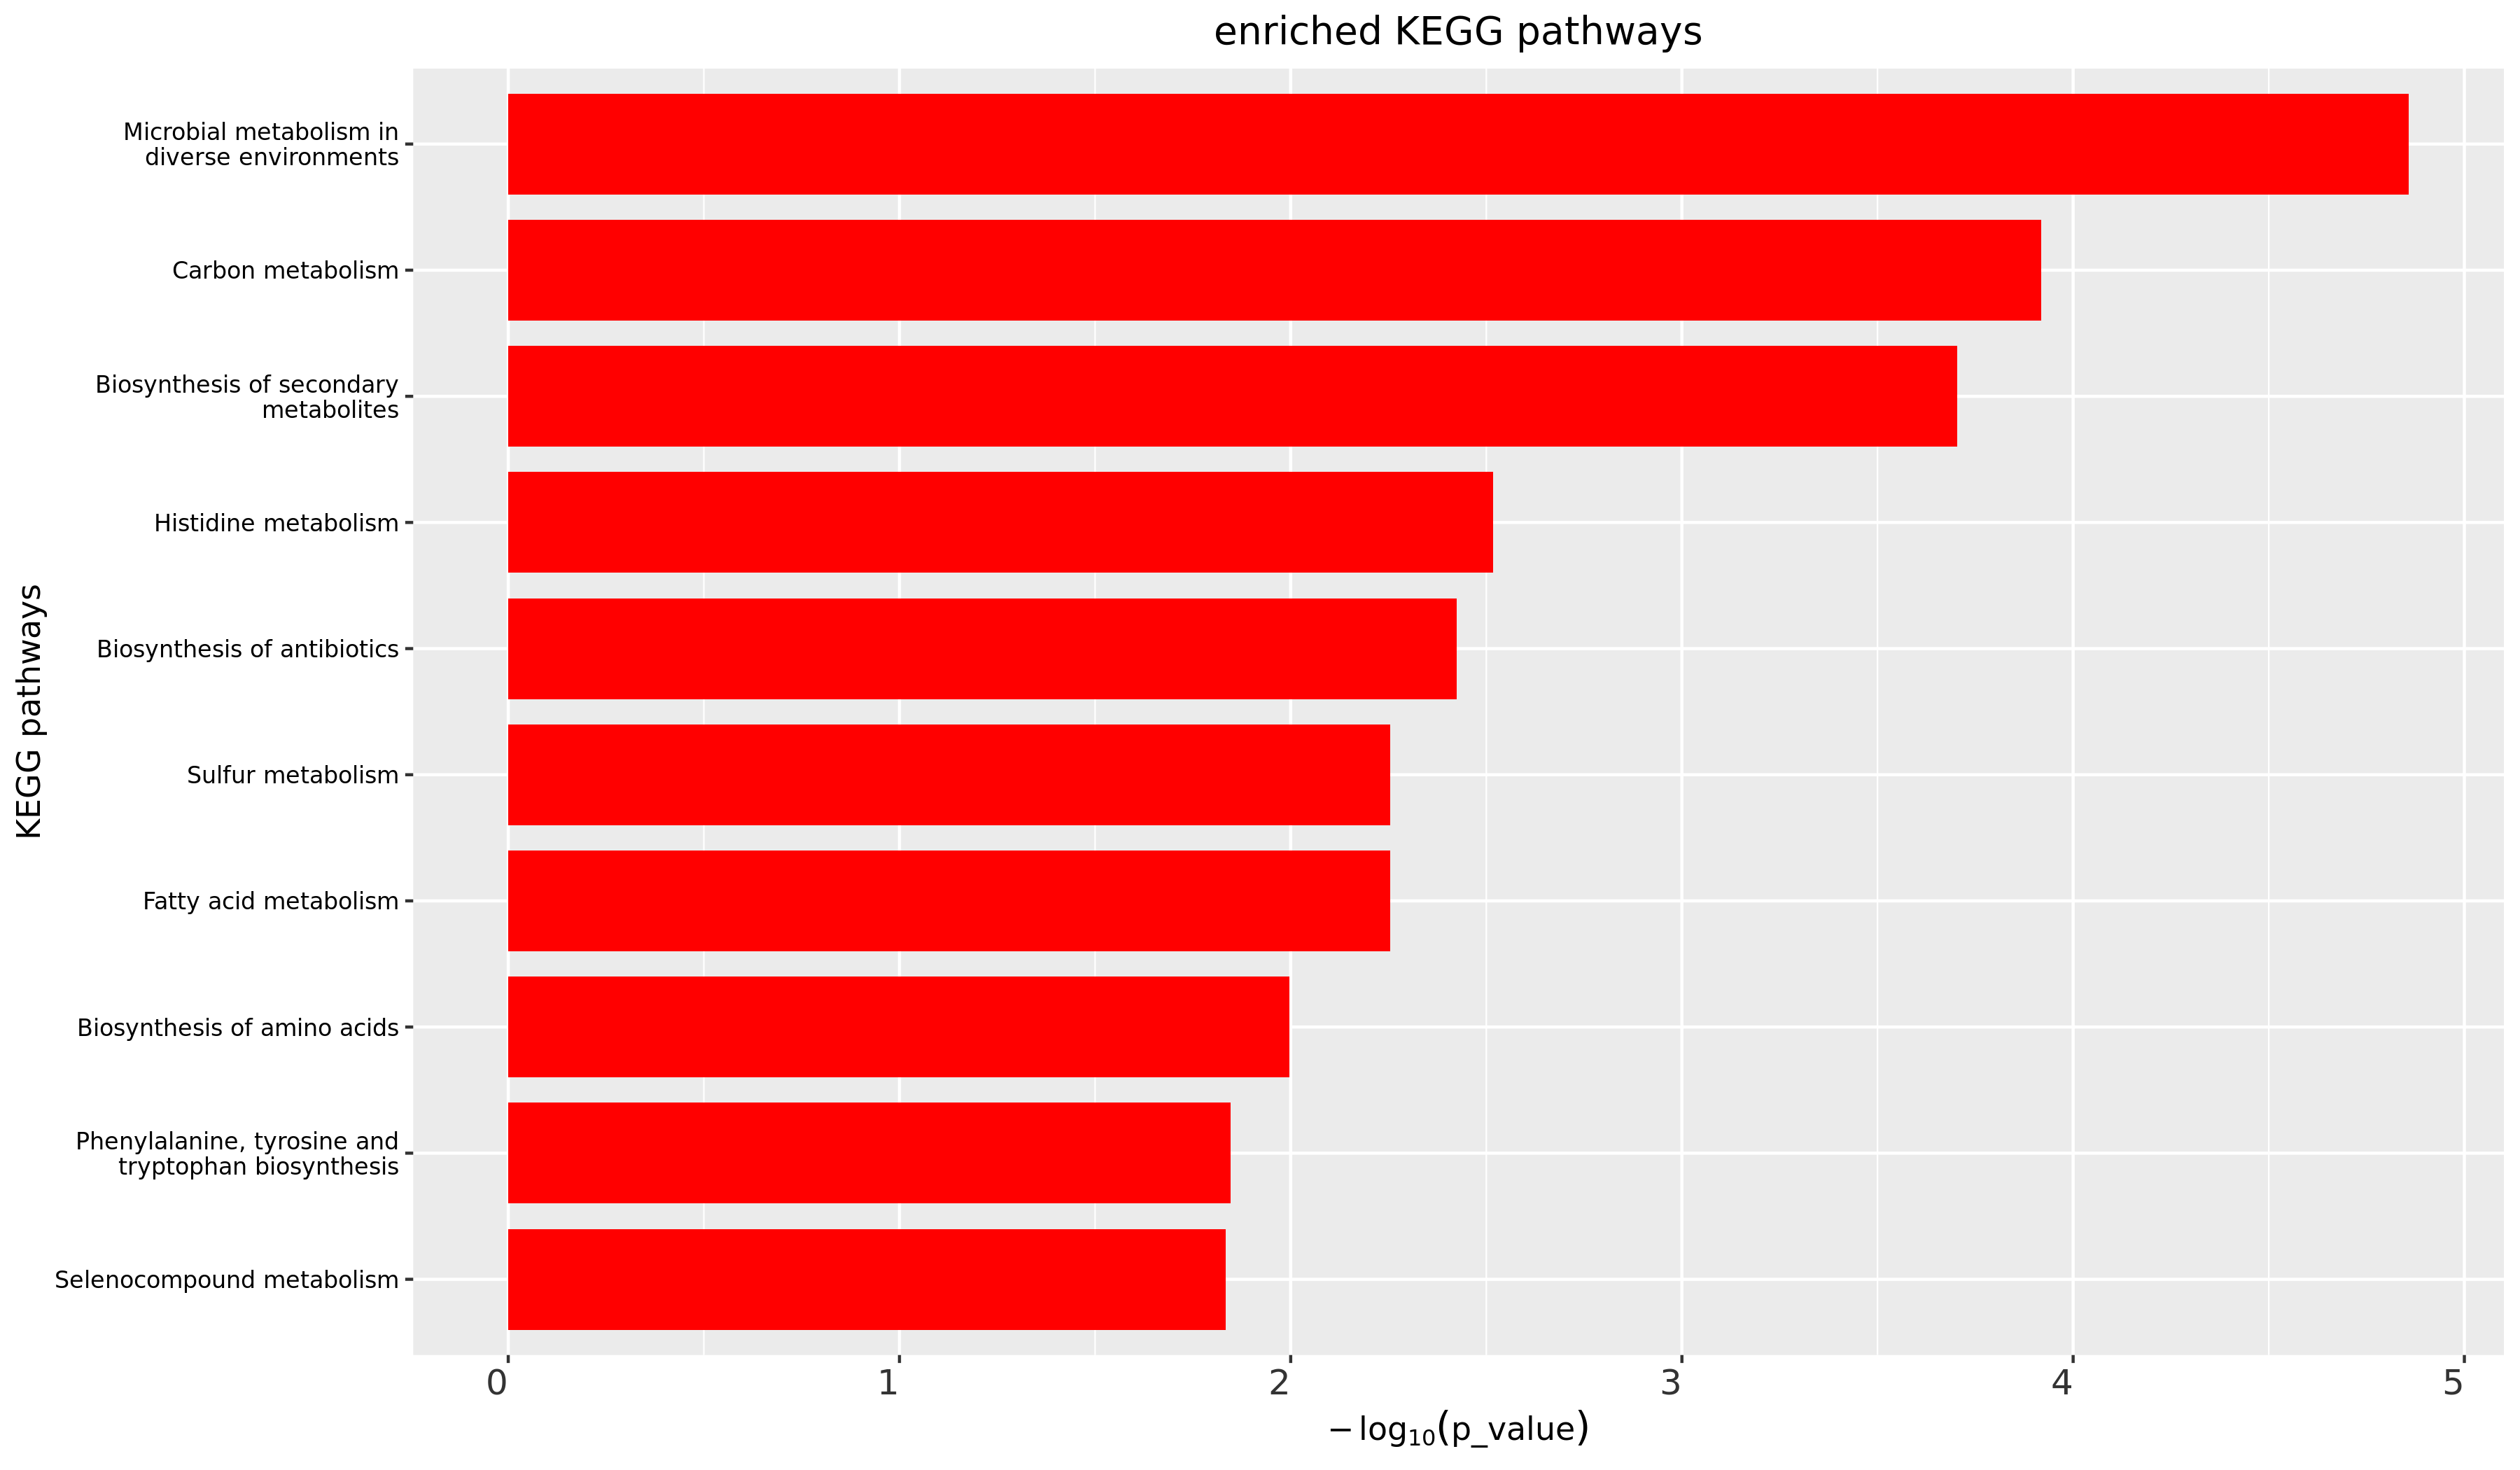 enriched KEGG pathways
KEGG pathways
Microbial metabolism in
diverse environments
Carbon metabolism
Biosynthesis of secondary
metabolites
Histidine metabolism
Biosynthesis of antibiotics
Sulfur metabolism
Fatty acid metabolism
Biosynthesis of amino acids
Phenylalanine, tyrosine and
tryptophan biosynthesis
Selenocompound metabolism
0 1 2 3 4 5
−log₁₀(p_value)